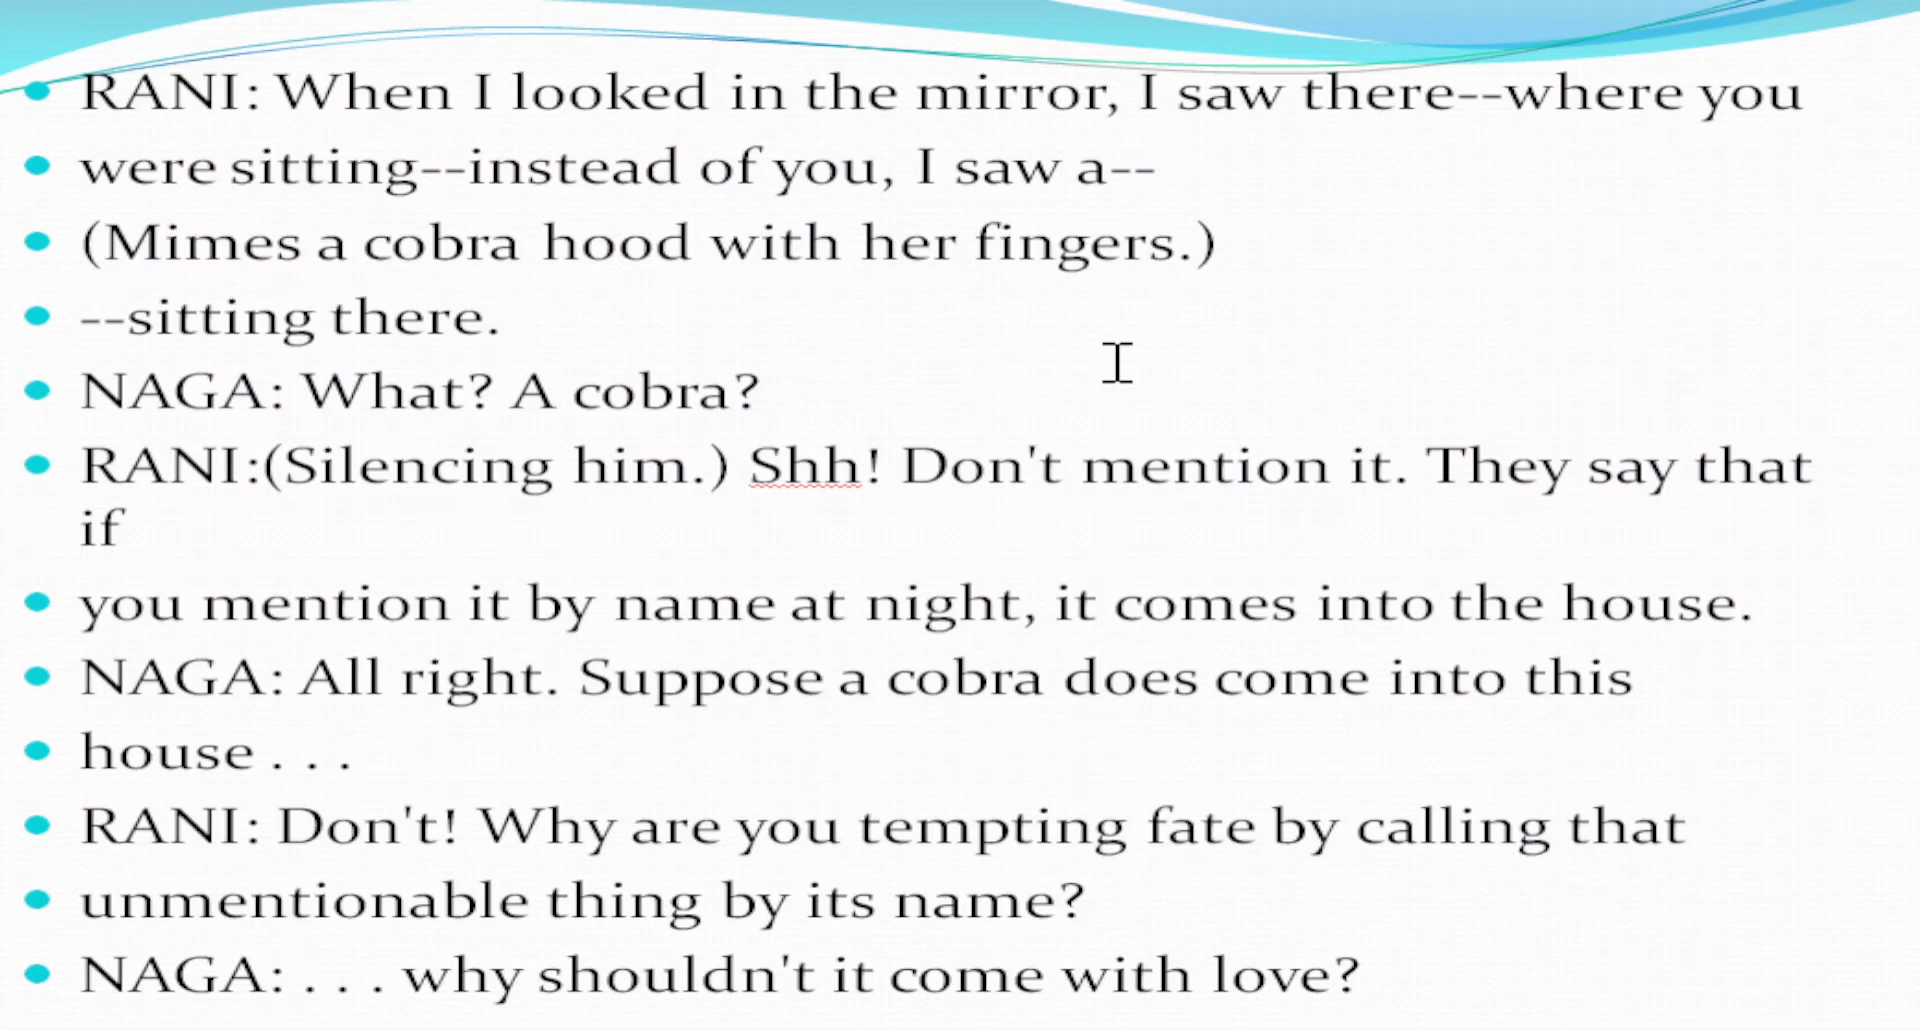 RANI: When I looked in the mirror, I saw there--where you
were sitting--instead of you, I saw a--
(Mimes a cobra hood with her fingers.)
--sitting there.
NAGA: What? A cobra?
RANI:(Silencing him.) Shh! Don't mention it. They say that
if
you mention it by name at night, it comes into the house.
NAGA: All right. Suppose a cobra does come into this
house . . .
RANI: Don't! Why are you tempting fate by calling that
unmentionable thing by its name?
NAGA: . . . why shouldn't it come with love?